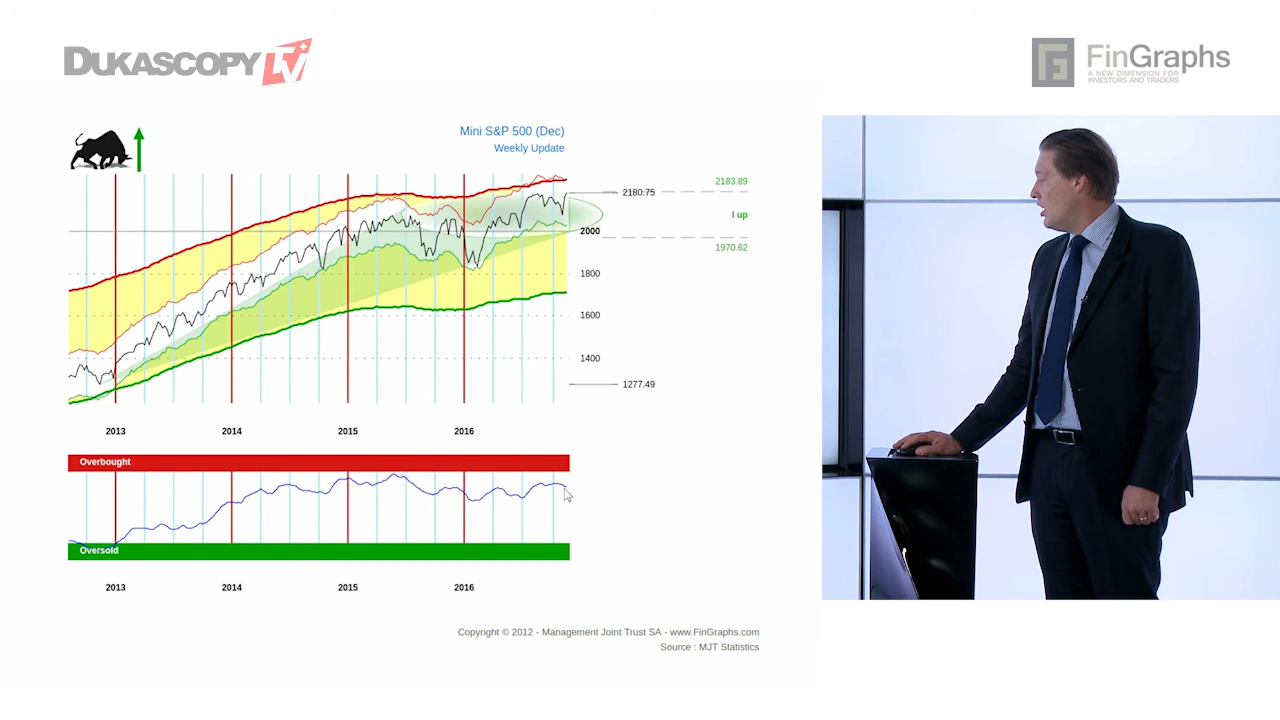 DUKASCOPY TV
FinGraphs
A NEW DIMENSION FOR
INVESTORS AND TRADERS
Mini S&P 500 (Dec)
Weekly Update
2183.89
2180.75
I up
2000
1970.62
1800
1600
1400
1277.49
2013 2014 2015 2016
Overbought
Oversold
2013 2014 2015 2016
Copyright © 2012 - Management Joint Trust SA - www.FinGraphs.com
Source : MJT Statistics